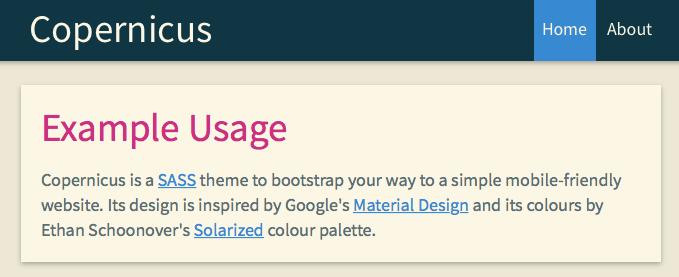 Copernicus
Home About
Example Usage
Copernicus is a SASS theme to bootstrap your way to a simple mobile-friendly
website. Its design is inspired by Google's Material Design and its colours by
Ethan Schoonover's Solarized colour palette.